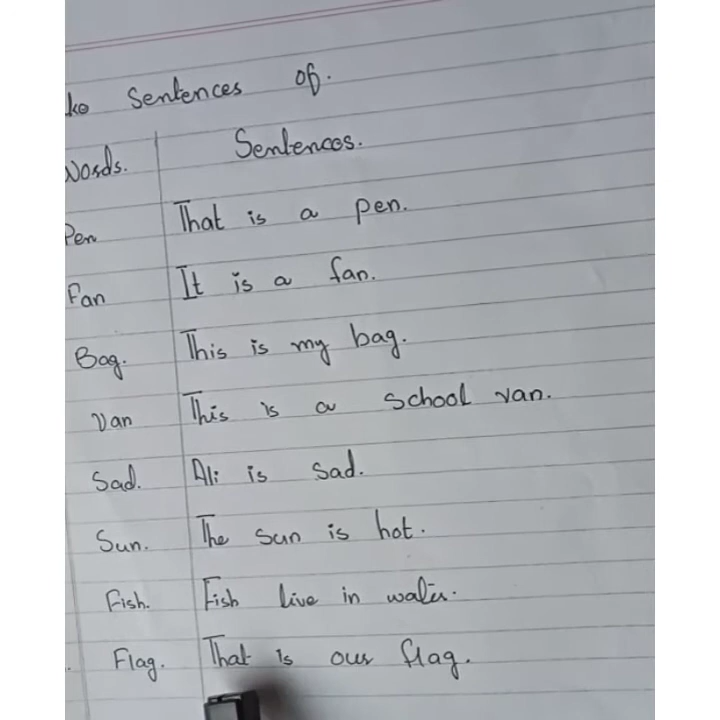 ke Sentences of.
Words. Sentences.
Pen That is a pen.
Fan It is a fan.
Bag. This is my bag.
Van This is a school van.
Sad. Ali is sad.
Sun. The sun is hot.
Fish. Fish live in water.
Flag. That is our flag.